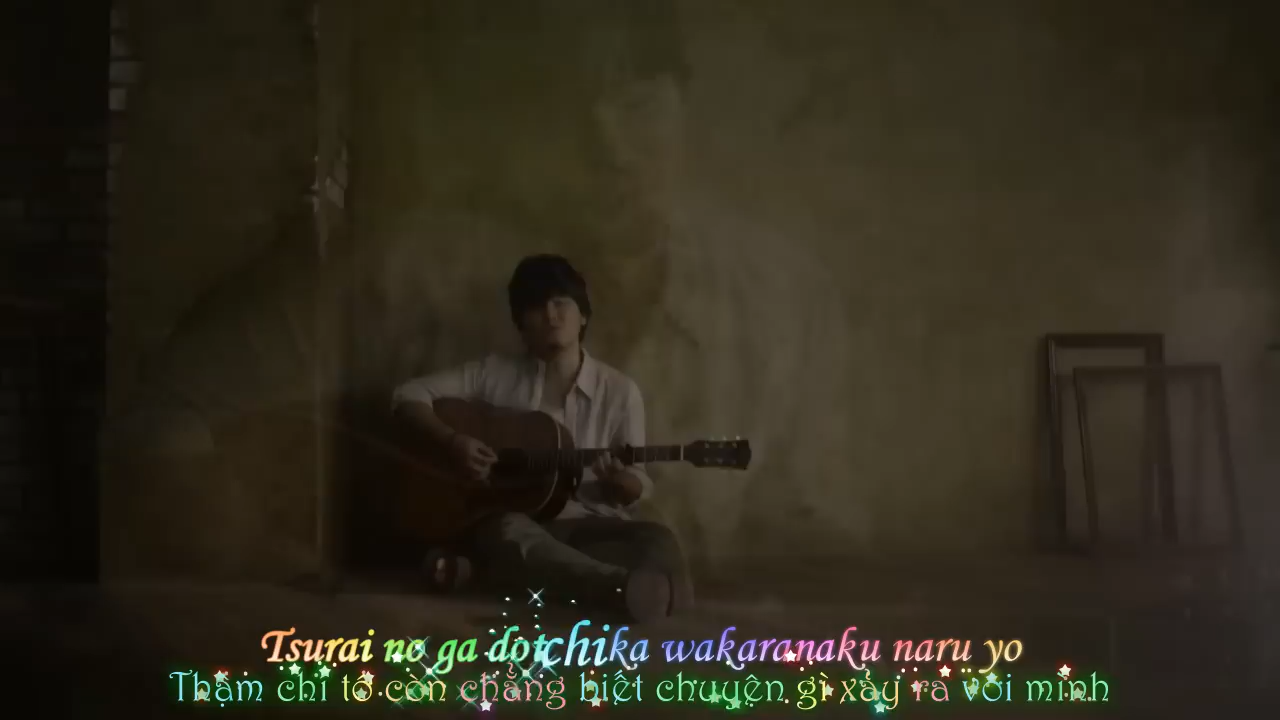 Tsurai no ga dotchika wakaranaku naru yo
Thậm chí tớ còn chẳng biết chuyện gì xảy ra với mình